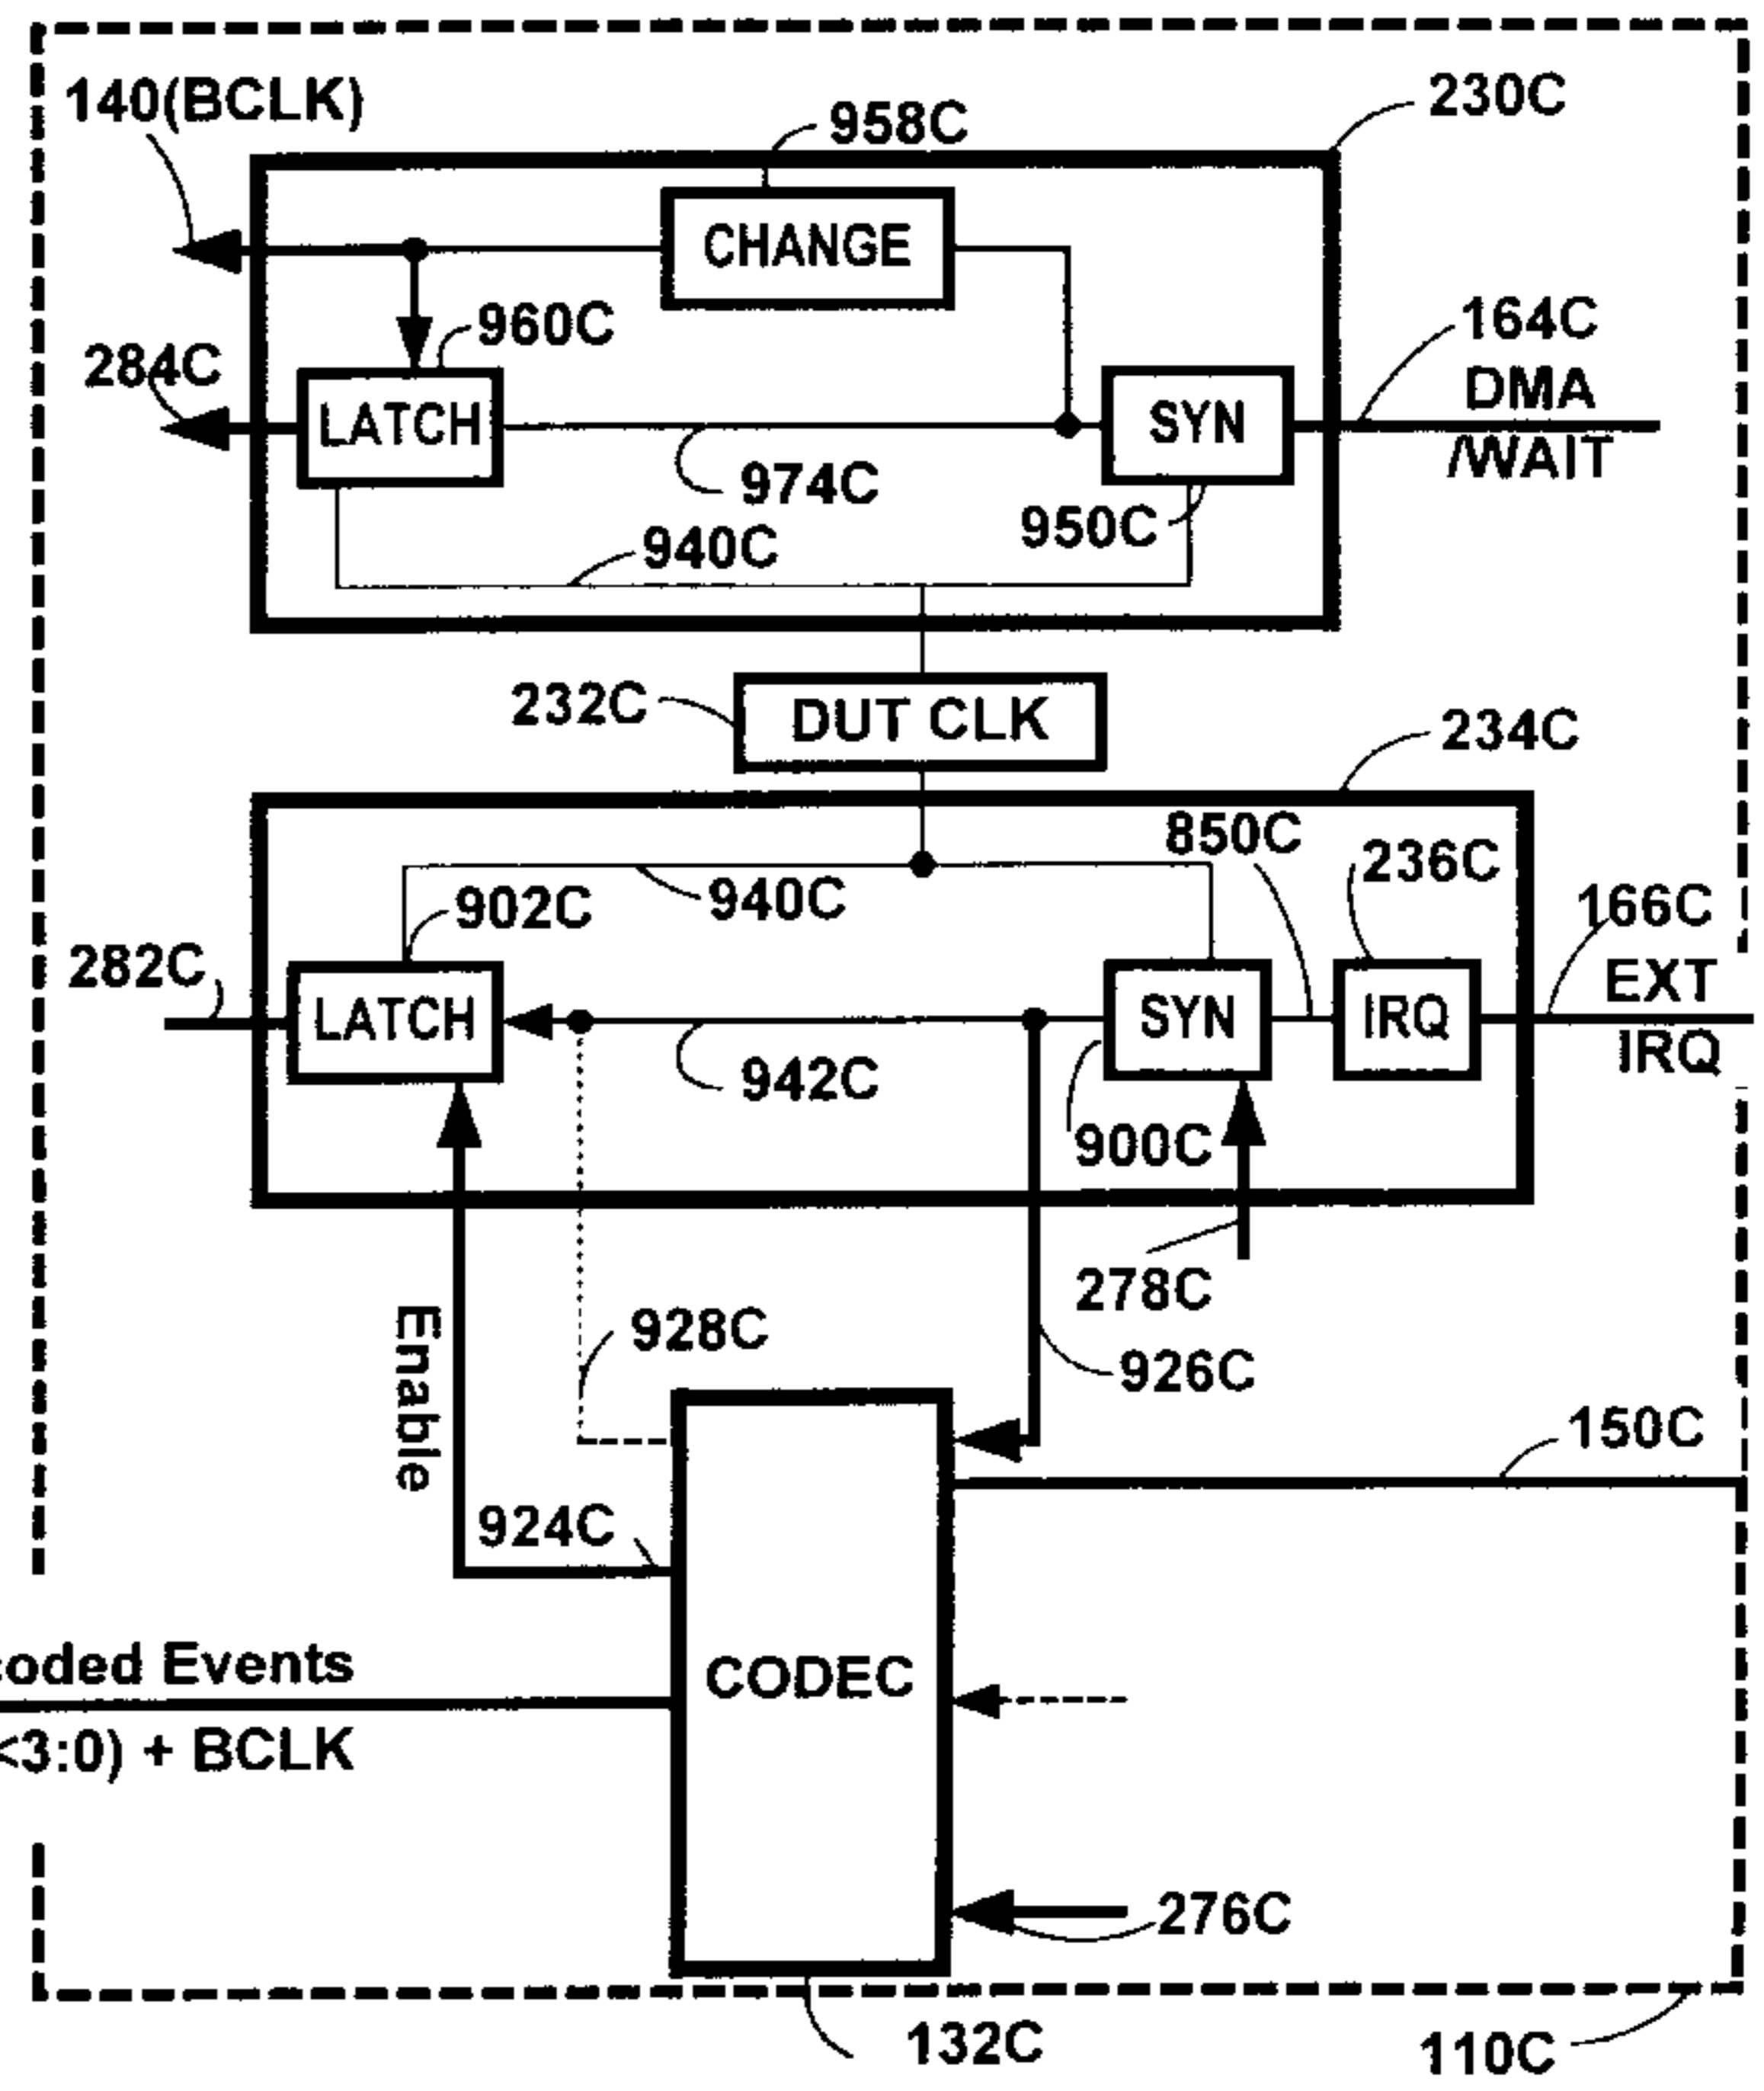 140(BCLK)
958C
230C
CHANGE
960C
164C
284C
DMA
LATCH
SYN
/WAIT
974C
950C
940C
232C
DUT CLK
234C
850C
236C
902C
940C
166C
282C
EXT
LATCH
SYN
IRQ
IRQ
942C
900C
278C
Enable
928C
926C
150C
924C
coded Events
CODEC
<3:0) + BCLK
276C
132C
110C